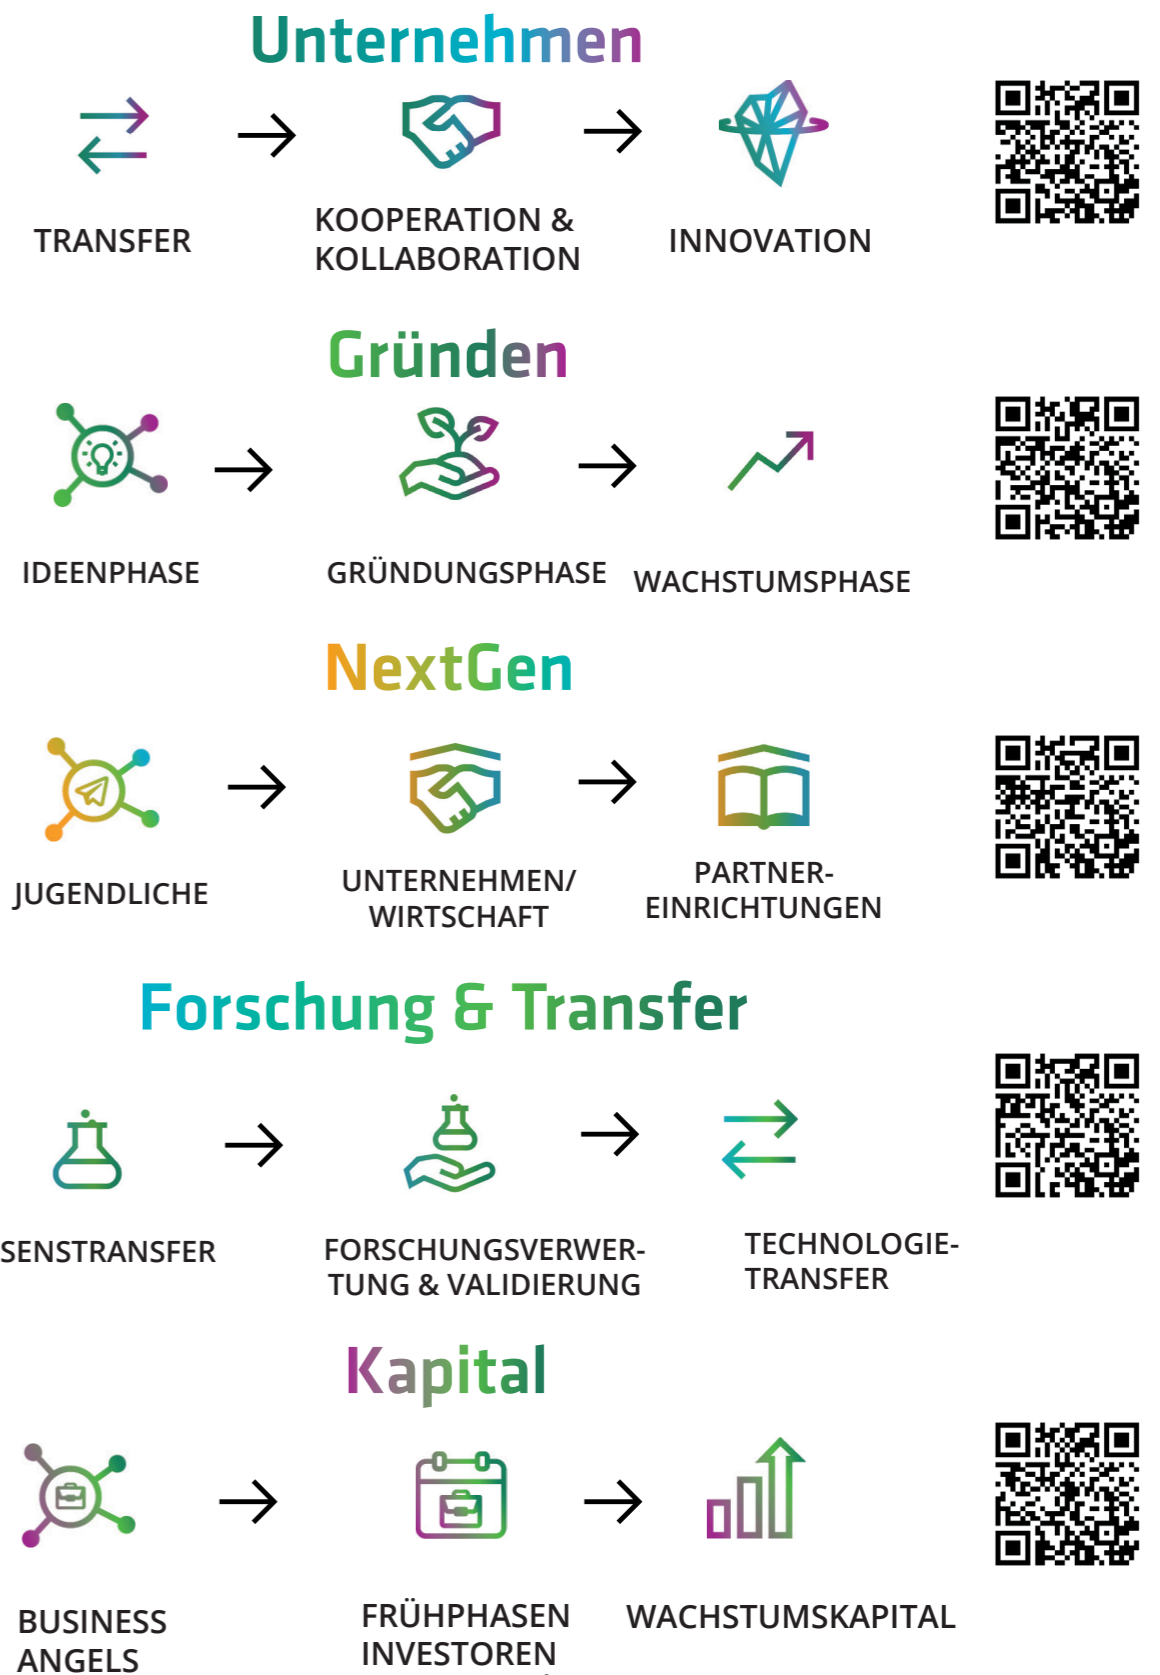 Unternehmen
TRANSFER
KOOPERATION &
KOLLABORATION
INNOVATION
Gründen
IDEENPHASE
GRÜNDUNGSPHASE
WACHSTUMSPHASE
NextGen
JUGENDLICHE
UNTERNEHMEN/
WIRTSCHAFT
PARTNER-
EINRICHTUNGEN
Forschung & Transfer
SENSTRANSFER
FORSCHUNGSVERWER-
TUNG & VALIDIERUNG
TECHNOLOGIE-
TRANSFER
Kapital
BUSINESS
ANGELS
FRÜHPHASEN
INVESTOREN
WACHSTUMSKAPITAL